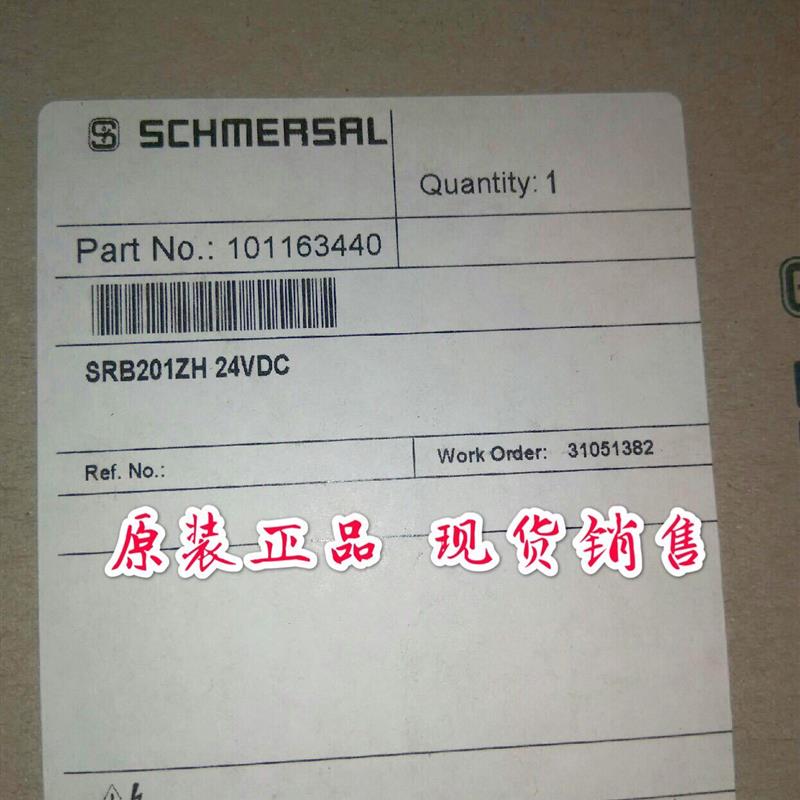 SCHMERSAL
Quantity: 1
Part No.: 101163440
SRB201ZH 24VDC
Ref. No.:
Work Order: 31051382
原装正品 现货销售